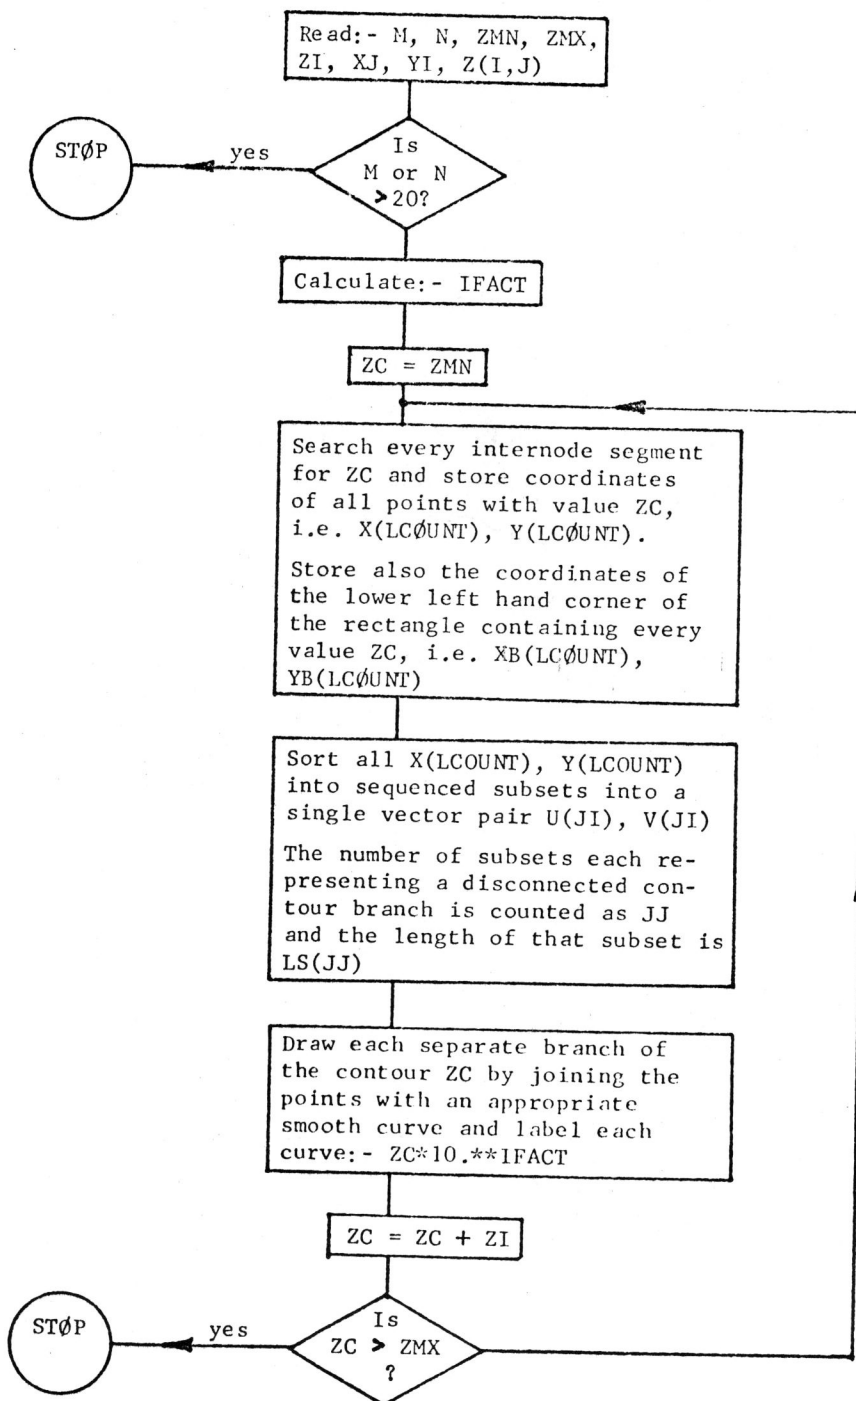 Read:- M, N, ZMN, ZMX,
ZI, XJ, YI, Z(I,J)
STØP
yes
Is
M or N
>20?
Calculate:- IFACT
ZC = ZMN
Search every internode segment
for ZC and store coordinates
of all points with value ZC,
i.e. X(LCØUNT), Y(LCØUNT).
Store also the coordinates of
the lower left hand corner of
the rectangle containing every
value ZC, i.e. XB(LCØUNT),
YB(LCØUNT)
Sort all X(LCOUNT), Y(LCOUNT)
into sequenced subsets into a
single vector pair U(JI), V(JI)
The number of subsets each re-
presenting a disconnected con-
tour branch is counted as JJ
and the length of that subset is
LS(JJ)
Draw each separate branch of
the contour ZC by joining the
points with an appropriate
smooth curve and label each
curve:- ZC*10.**IFACT
ZC = ZC + ZI
STØP
yes
Is
ZC > ZMX
?